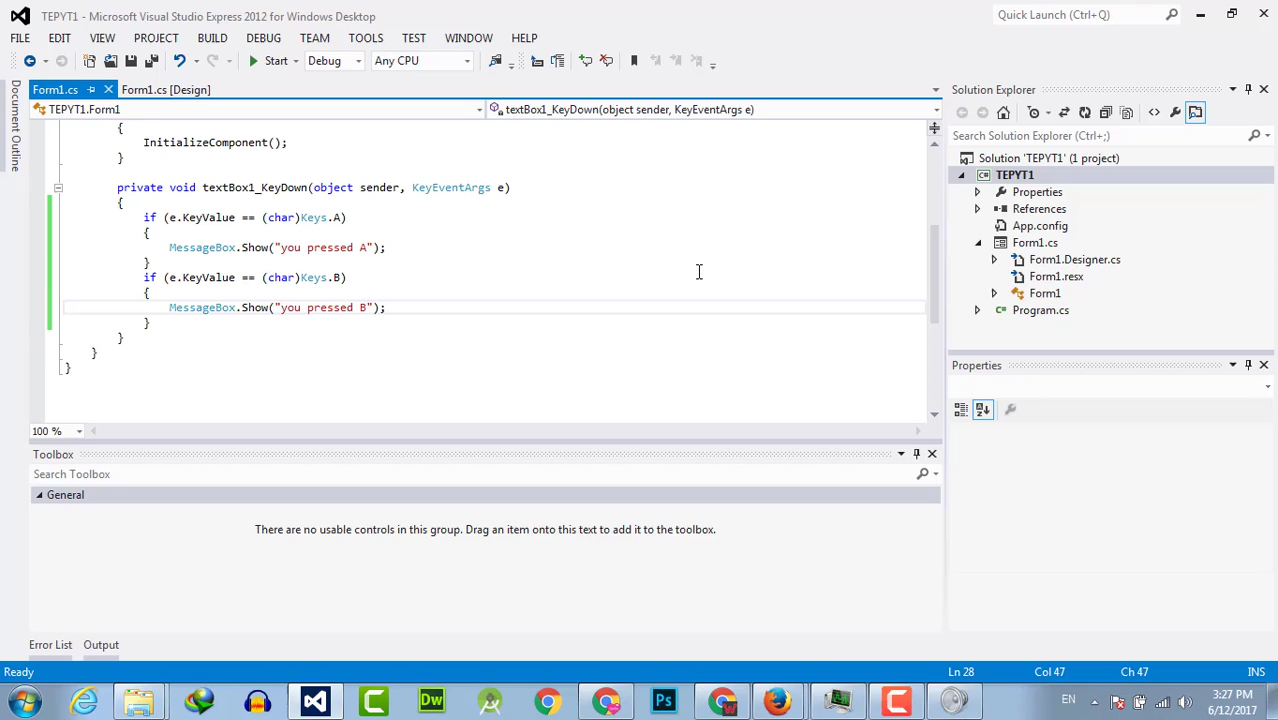 TEPYT1 - Microsoft Visual Studio Express 2012 for Windows Desktop
Quick Launch (Ctrl+Q)
FILE EDIT VIEW PROJECT BUILD DEBUG TEAM TOOLS TEST WINDOW HELP
Start Debug Any CPU
Document Outline
Form1.cs Form1.cs [Design]
TEPYT1.Form1 textBox1_KeyDown(object sender, KeyEventArgs e)
{
InitializeComponent();
}
private void textBox1_KeyDown(object sender, KeyEventArgs e)
{
if (e.KeyValue == (char)Keys.A)
{
MessageBox.Show("you pressed A");
}
if (e.KeyValue == (char)Keys.B)
{
MessageBox.Show("you pressed B");
}
}
}
}
100 %
Solution Explorer
Search Solution Explorer (Ctrl+;)
Solution 'TEPYT1' (1 project)
TEPYT1
Properties
References
App.config
Form1.cs
Form1.Designer.cs
Form1.resx
Form1
Program.cs
Properties
Toolbox
Search Toolbox
General
There are no usable controls in this group. Drag an item onto this text to add it to the toolbox.
Error List Output
Ready Ln 28 Col 47 Ch 47 INS
Dw Ps EN 3:27 PM
6/12/2017